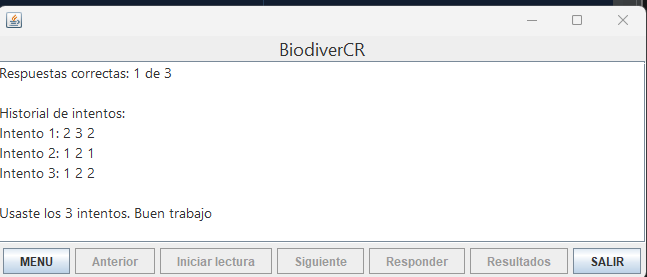 BiodiverCR
Respuestas correctas: 1 de 3
Historial de intentos:
Intento 1: 2 3 2
Intento 2: 1 2 1
Intento 3: 1 2 2
Usaste los 3 intentos. Buen trabajo
MENU Anterior Iniciar lectura Siguiente Responder Resultados SALIR